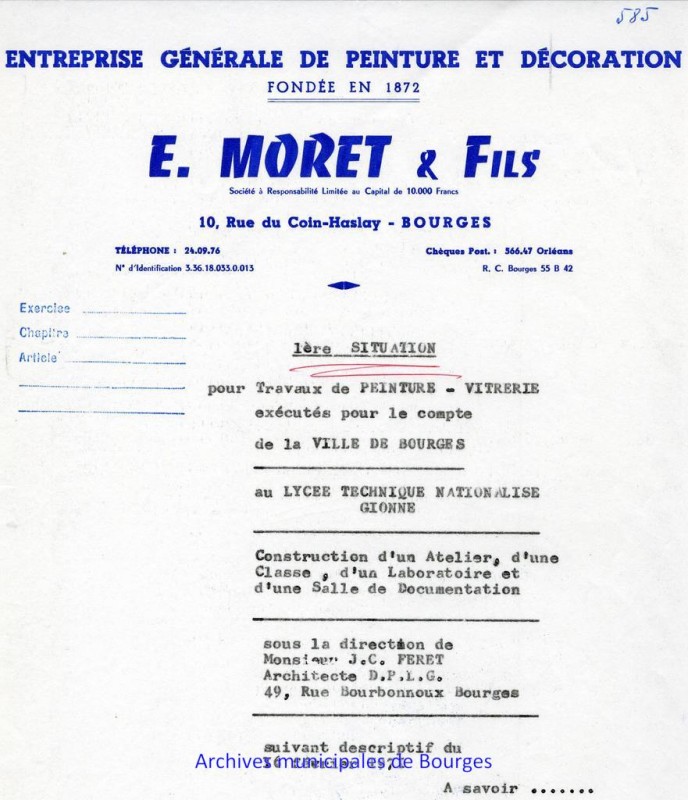 585
ENTREPRISE GÉNÉRALE DE PEINTURE ET DÉCORATION
FONDÉE EN 1872
E. MORET & FILS
Société à Responsabilité Limitée au Capital de 10.000 Francs
10, Rue du Coin-Haslay - BOURGES
TÉLÉPHONE : 24.09.76
Chèques Post. : 566.47 Orléans
N° d'Identification 3.36.18.033.0.013
R. C. Bourges 55 B 42
Exercise
Chapitre
Article
1ère SITUATION
pour Travaux de PEINTURE - VITRERIE
exécutés pour le compte
de la VILLE DE BOURGES
au LYCEE TECHNIQUE NATIONALISE
GIONNE
Construction d'un Atelier, d'une
Classe , d'un Laboratoire et
d'une Salle de Documentation
sous la direction de
Monsieur J.C. FERET
Architecte D.P.L.G.
49, Rue Bourbonnoux Bourges
suivant descriptif du
Archives municipales de Bourges
A savoir .......